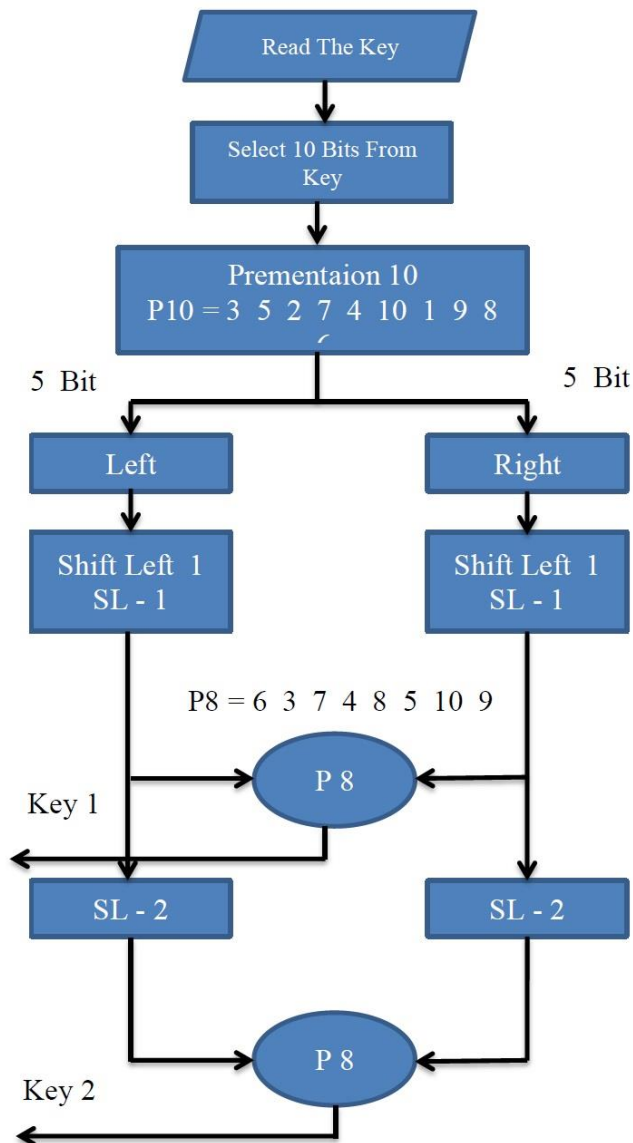 Read The Key
Select 10 Bits From
Key
Prementaion 10
P10 = 3 5 2 7 4 10 1 9 8
5 Bit
5 Bit
Left
Right
Shift Left 1
SL - 1
Shift Left 1
SL - 1
P8 = 6 3 7 4 8 5 10 9
P 8
Key 1
SL - 2
SL - 2
P 8
Key 2